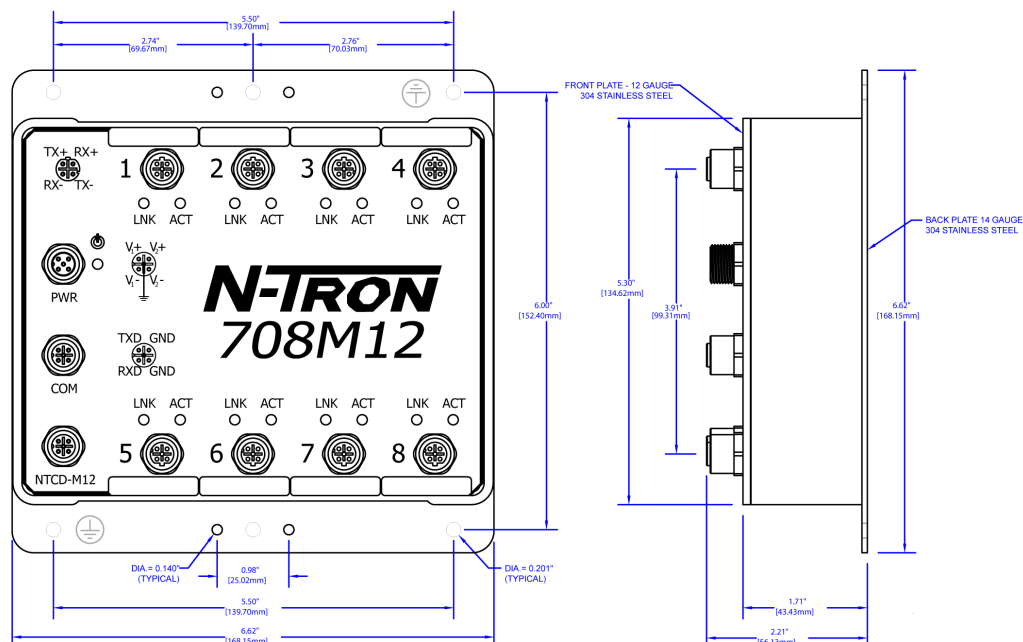 5.50"
[139.70mm]
2.74"
[69.67mm]
2.76"
[70.03mm]
FRONT PLATE - 12 GAUGE
304 STAINLESS STEEL
TX+ RX+
RX- TX-
1 2 3 4
LNK ACT LNK ACT LNK ACT LNK ACT
BACK PLATE 14 GAUGE
304 STAINLESS STEEL
V1+ V2+
V1- V2-
PWR
N-TRON
708M12
5.30"
[134.62mm]
3.91"
[99.31mm]
6.00"
[152.40mm]
6.62"
[168.15mm]
TXD GND
RXD GND
COM
LNK ACT LNK ACT LNK ACT LNK ACT
5 6 7 8
NTCD-M12
DIA.= 0.140"
(TYPICAL)
0.98"
[25.02mm]
DIA.= 0.201"
(TYPICAL)
5.50"
[139.70mm]
1.71"
[43.43mm]
6.62"
[168.15mm]
2.21"
[56.13mm]